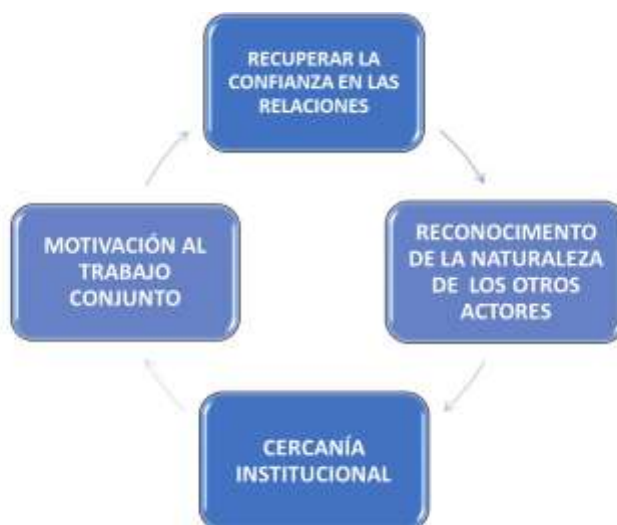 RECUPERAR LA
CONFIANZA EN LAS
RELACIONES
RECONOCIMENTO
DE LA NATURALEZA
DE LOS OTROS
ACTORES
CERCANÍA
INSTITUCIONAL
MOTIVACIÓN AL
TRABAJO
CONJUNTO